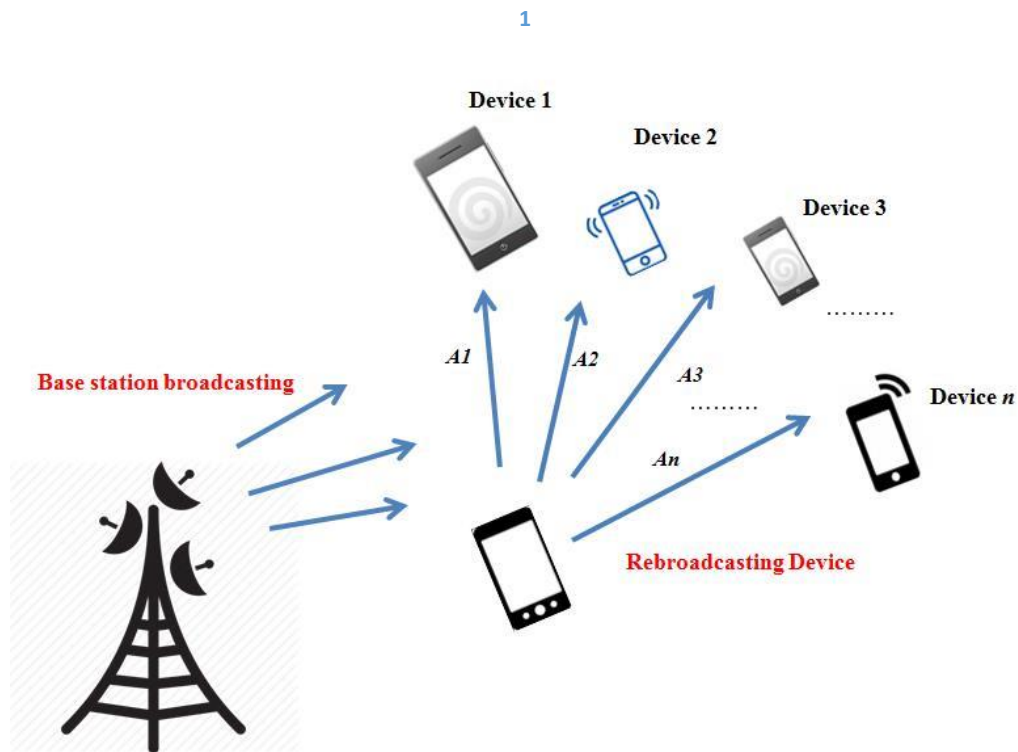 1
Device 1
Device 2
Device 3
.........
A1
A2
A3
.........
Base station broadcasting
Device n
An
Rebroadcasting Device